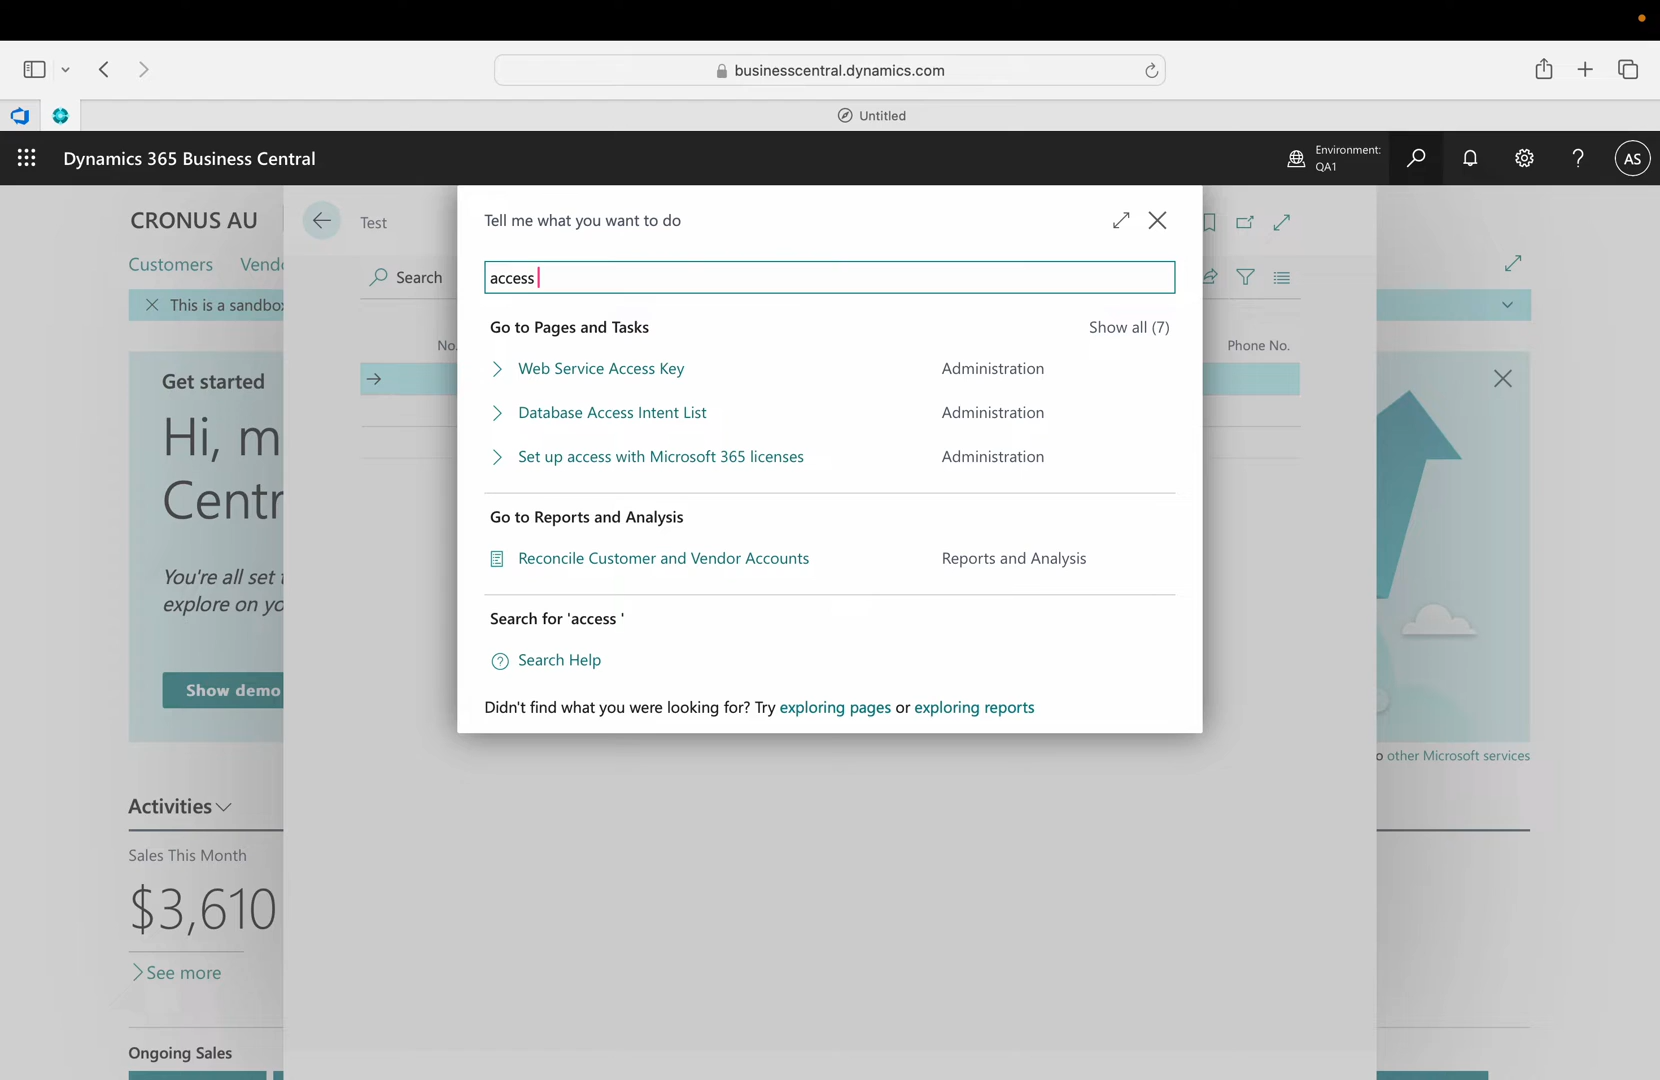 businesscentral.dynamics.com
Untitled
Dynamics 365 Business Central
Environment:
QA1
AS
CRONUS AU
Test
Customers
Search
This is a
No.
Phone No.
Get started
Hi,
You're all set
explore on
Show demo
other Microsoft services
Activities
Sales This Month
$3,610
See more
Ongoing Sales
Tell me what you want to do
access
Go to Pages and Tasks
Show all (7)
Web Service Access Key
Administration
Database Access Intent List
Administration
Set up access with Microsoft 365 licenses
Administration
Go to Reports and Analysis
Reconcile Customer and Vendor Accounts
Reports and Analysis
Search for 'access '
Search Help
Didn't find what you were looking for? Try exploring pages or exploring reports